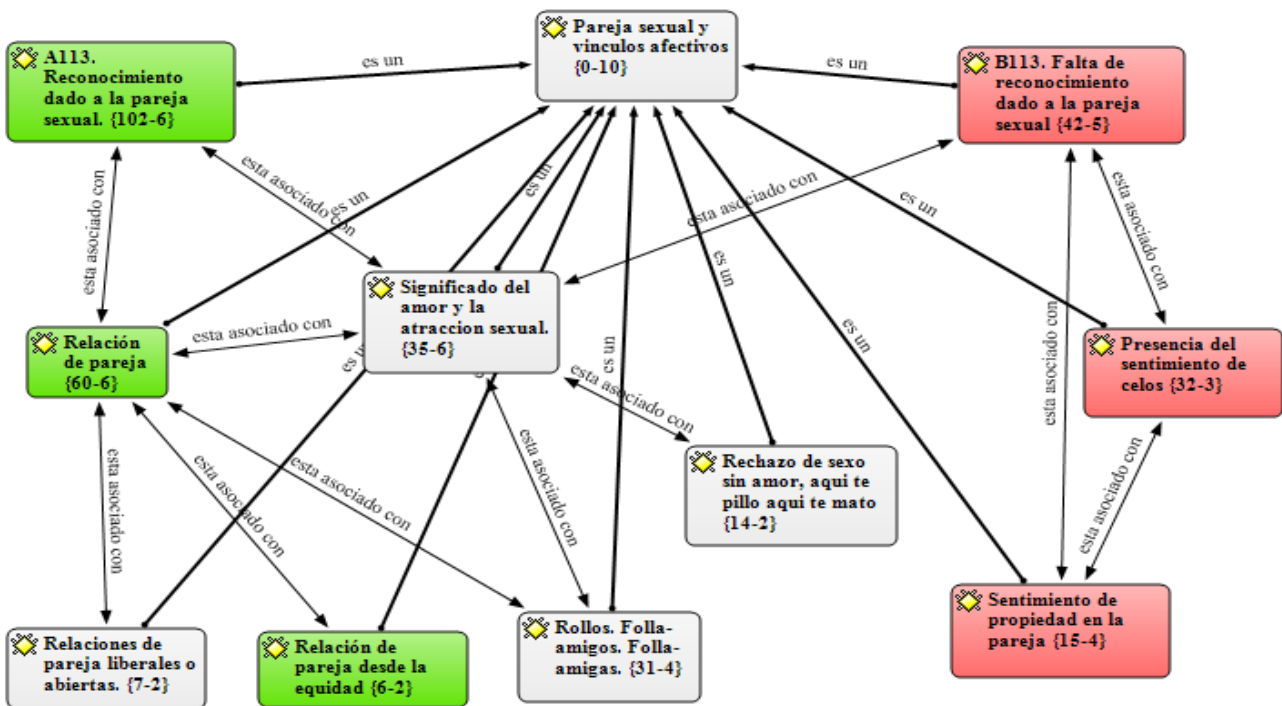 Pareja sexual y
vinculos afectivos
{0-10}
A113.
Reconocimiento
dado a la pareja
sexual. {102-6}
B113. Falta de
reconocimiento
dado a la pareja
sexual {42-5}
es un
es un
esta asociado con
esta asociado con
es un
es un
esta asociado con
es un
esta asociado con
Significado del
amor y la
atraccion sexual.
{35-6}
es un
esta asociado con
Relación
de pareja
{60-6}
esta asociado con
es un
es un
es un
Presencia del
sentimiento de
celos {32-3}
esta asociado con
Rechazo de sexo
sin amor, aqui te
pillo aqui te mato
{14-2}
esta asociado con
esta asociado con
esta asociado con
esta asociado con
esta asociado con
esta asociado con
Relaciones de
pareja liberales o
abiertas. {7-2}
Relación de
pareja desde la
equidad {6-2}
Rollos. Folla-
amigos. Folla-
amigas. {31-4}
Sentimiento de
propiedad en la
pareja {15-4}